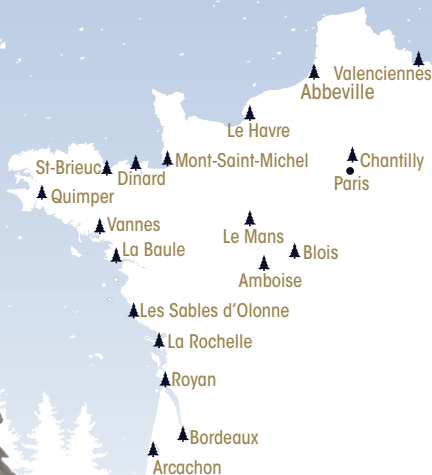 Valenciennes
Abbeville
Le Havre
St-Brieuc
Dinard
Mont-Saint-Michel
Chantilly
Paris
Quimper
Vannes
La Baule
Le Mans
Blois
Amboise
Les Sables d'Olonne
La Rochelle
Royan
Bordeaux
Arcachon